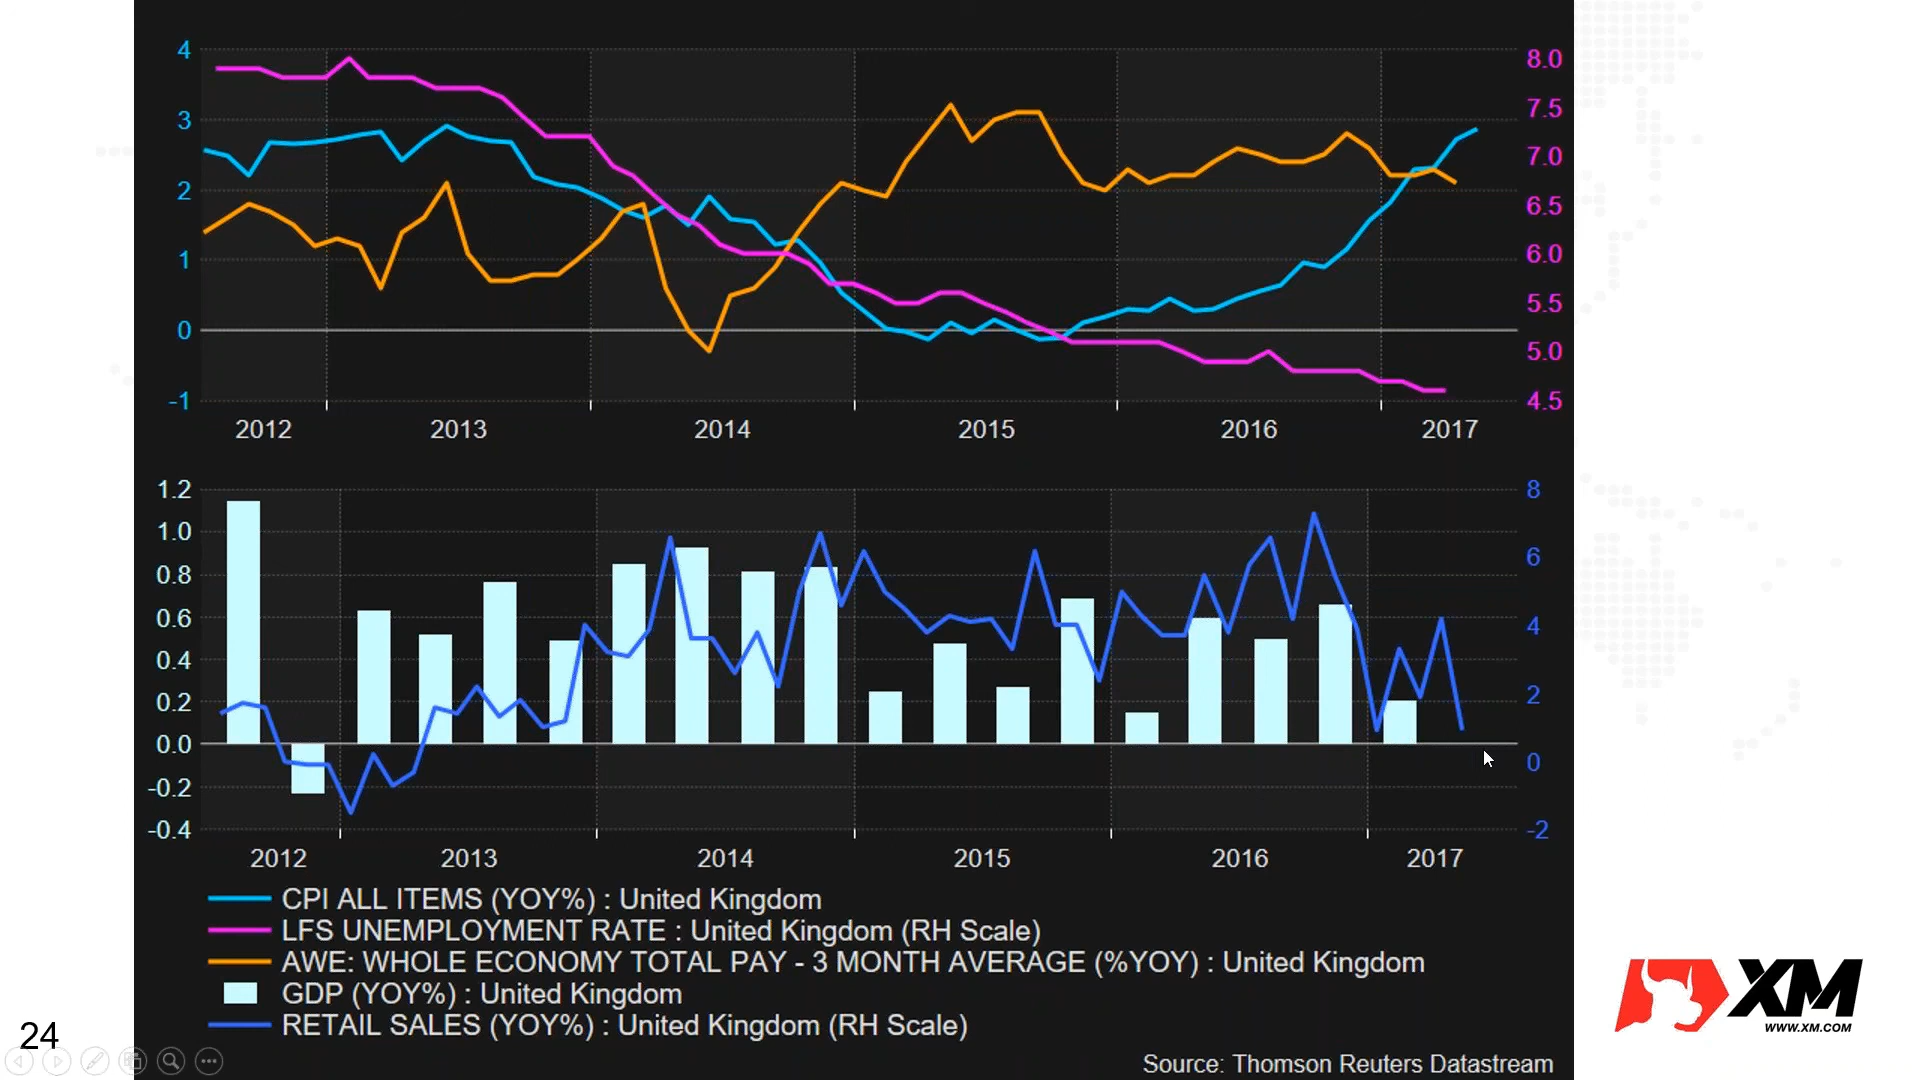 4 8.0
7.5
3
7.0
2 6.5
6.0
1
5.5
0
5.0
-1 4.5
2012 2013 2014 2015 2016 2017
1.2 8
1.0
6
0.8
0.6 4
0.4
0.2 2
0.0 0
-0.2
-0.4 -2
2012 2013 2014 2015 2016 2017
CPI ALL ITEMS (YOY%) : United Kingdom
LFS UNEMPLOYMENT RATE : United Kingdom (RH Scale)
AWE: WHOLE ECONOMY TOTAL PAY - 3 MONTH AVERAGE (%YOY) : United Kingdom
GDP (YOY%) : United Kingdom
RETAIL SALES (YOY%) : United Kingdom (RH Scale)
Source: Thomson Reuters Datastream
24
XM
WWW.XM.COM